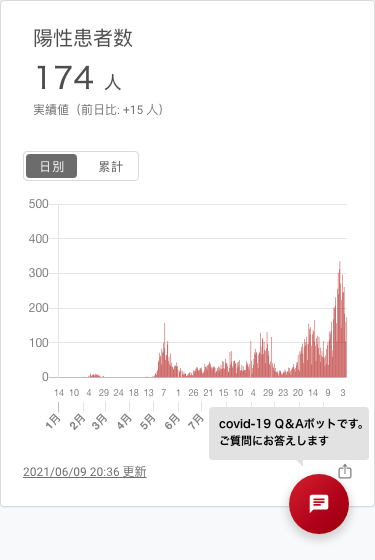 陽性患者数
174 人
実績値（前日比: +15 人）
日別 累計
500
400
300
200
100
0
14 10 4 29 24 18 13 7 1 26 21 15 10 4 29 23 20 14 9 3
1月 2月 3月 4月 5月 6月 7月
covid-19 Q&Aボットです。
ご質問にお答えします
2021/06/09 20:36 更新